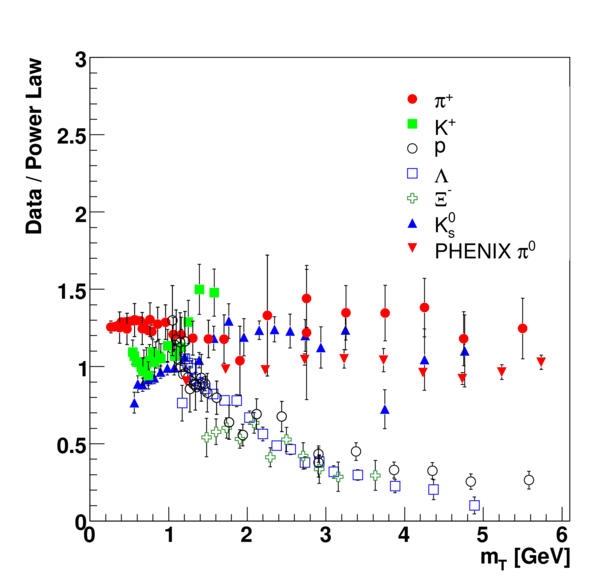 Data / Power Law
3
2.5
2
1.5
1
0.5
0
π⁺
K⁺
p
Λ
Ξ⁻
K⁰ₛ
PHENIX π⁰
0 1 2 3 4 5 6
m_T [GeV]